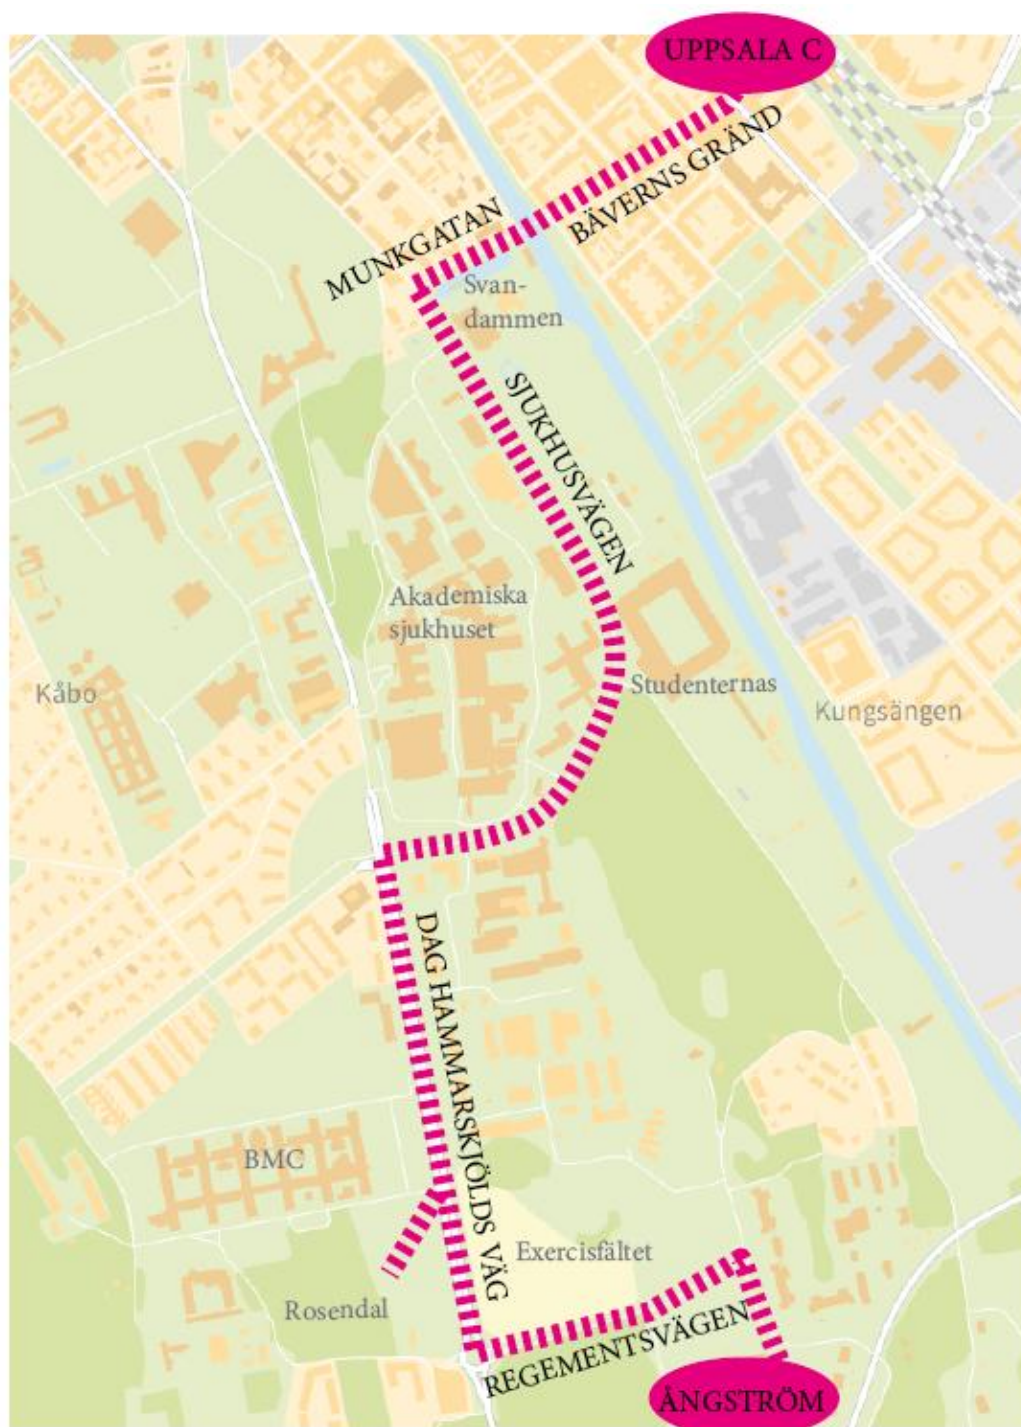 UPPSALA C
BÄVERNS GRÄND
MUNKGATAN
Svan-
dammen
SJUKHUSVÄGEN
Akademiska
sjukhuset
Kåbo
Studenternas
Kungsängen
DAG HAMMARSKJÖLDS VÄG
BMC
Exercisfältet
Rosendal
REGEMENTSVÄGEN
ÅNGSTRÖM